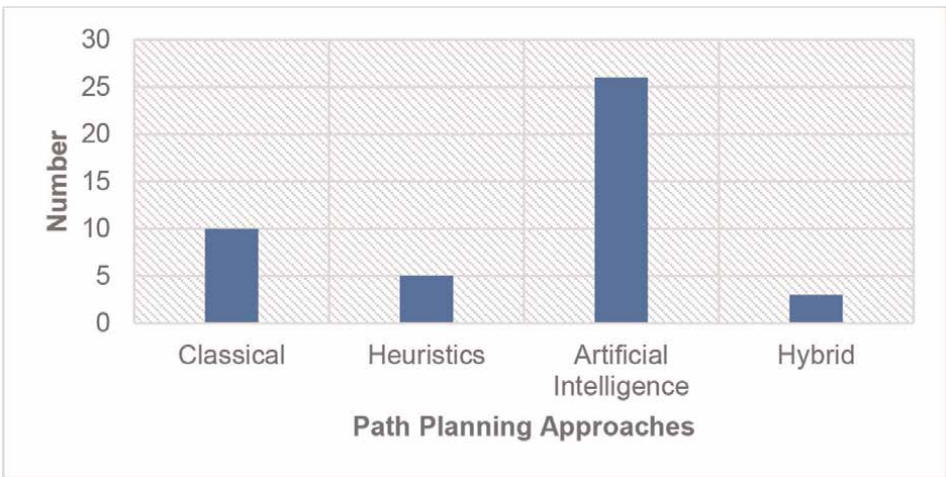 30
25
20
15
10
5
0
Number
Classical
Heuristics
Artificial
Intelligence
Hybrid
Path Planning Approaches